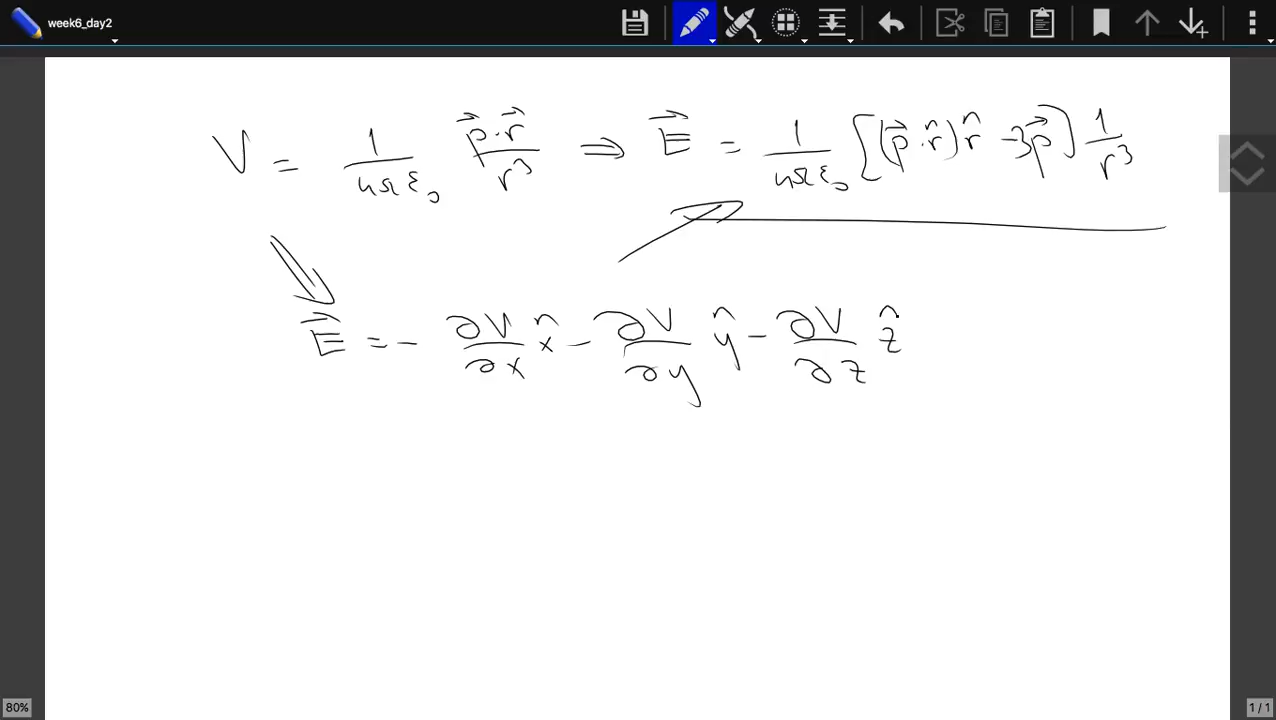 week6_day2
V = 1/4πε₀ p⃗·r⃗/r³ ⇒ E⃗ = 1/4πε₀ [(p⃗·r̂)r̂ − 3p⃗] 1/r³
E⃗ = − ∂V/∂x x̂ − ∂V/∂y ŷ − ∂V/∂z ẑ
80%
1 / 1